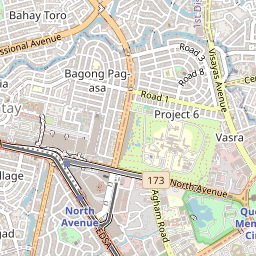 Bahay Toro
Road 3
Visayas Avenue
Bagong Pag-
asa
Road 8
Road 1
Project 6
Vasra
173
North Avenue
North
Avenue
EDSA
Agham Road